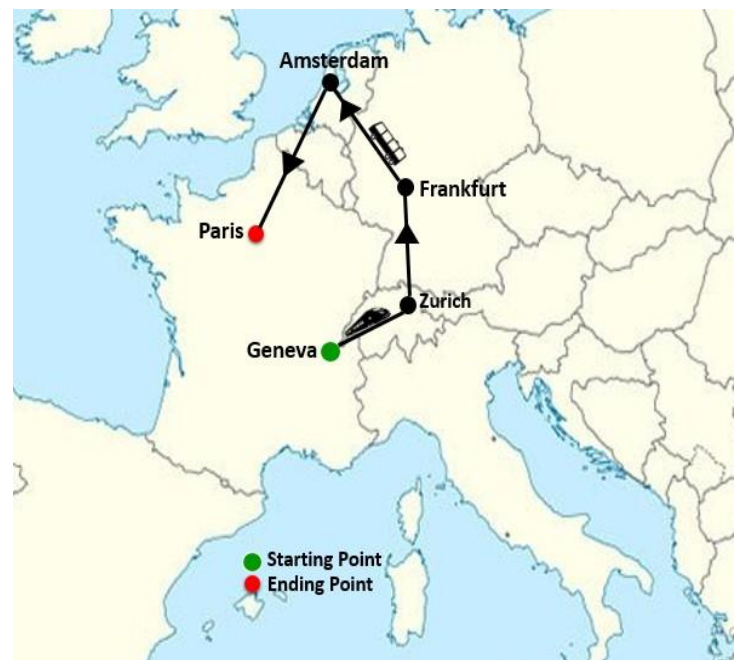 Amsterdam
Frankfurt
Paris
Zurich
Geneva
Starting Point
Ending Point